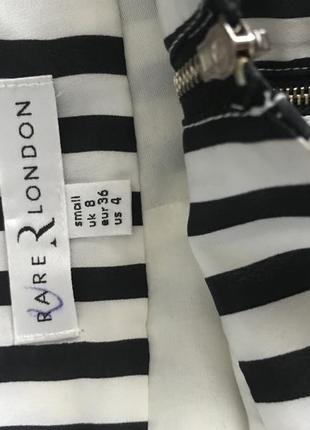 RARE R LONDON
small
uk 8
eur 36
us 4